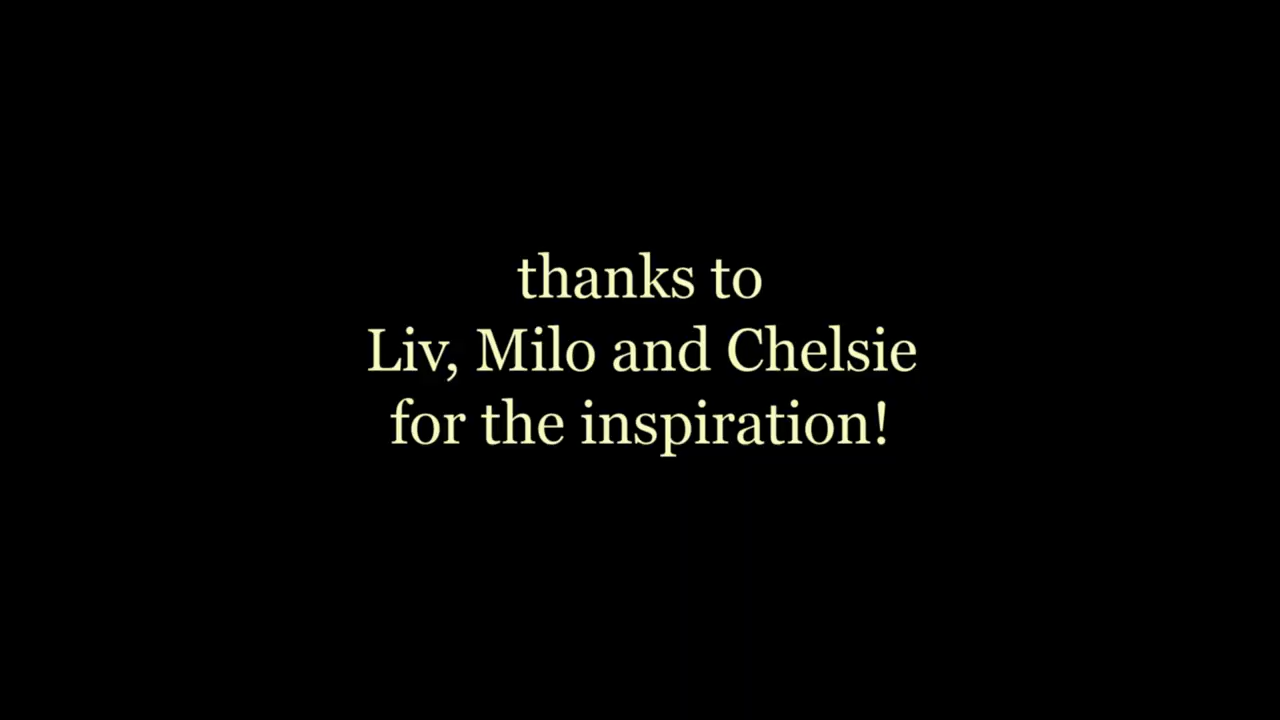 thanks to
Liv, Milo and Chelsie
for the inspiration!